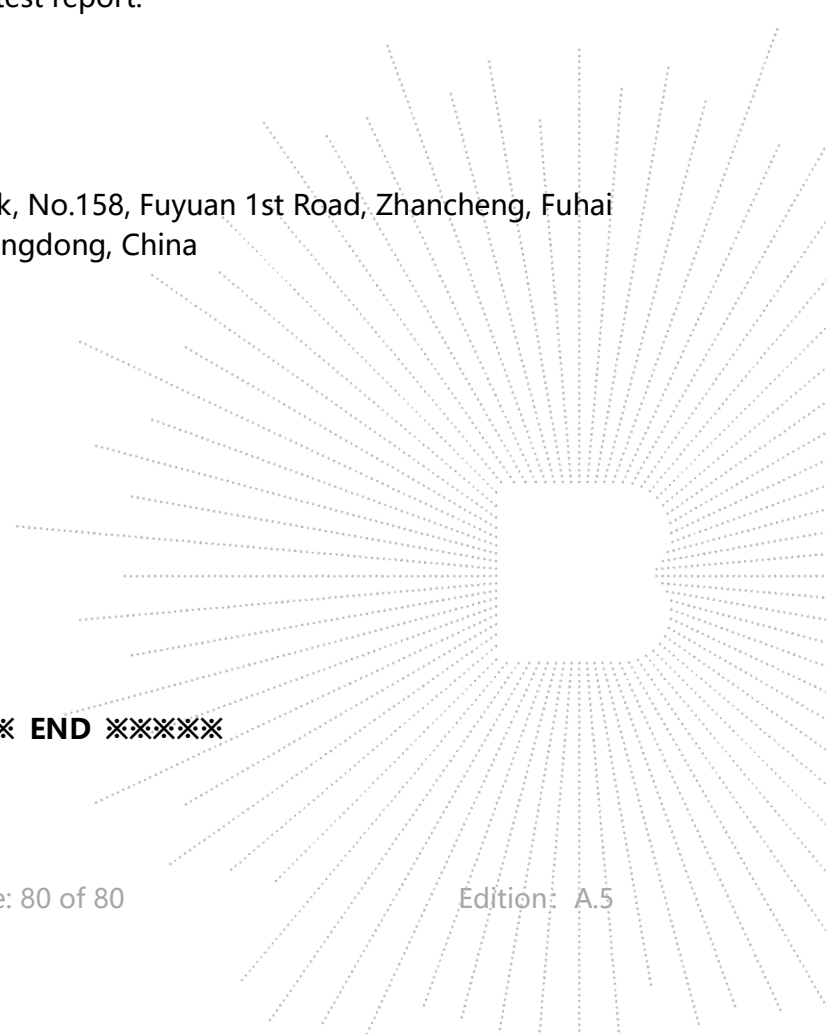 test report.
k, No.158, Fuyuan 1st Road, Zhancheng, Fuhai
ngdong, China
※ END ※※※※※
e: 80 of 80 Edition: A.5